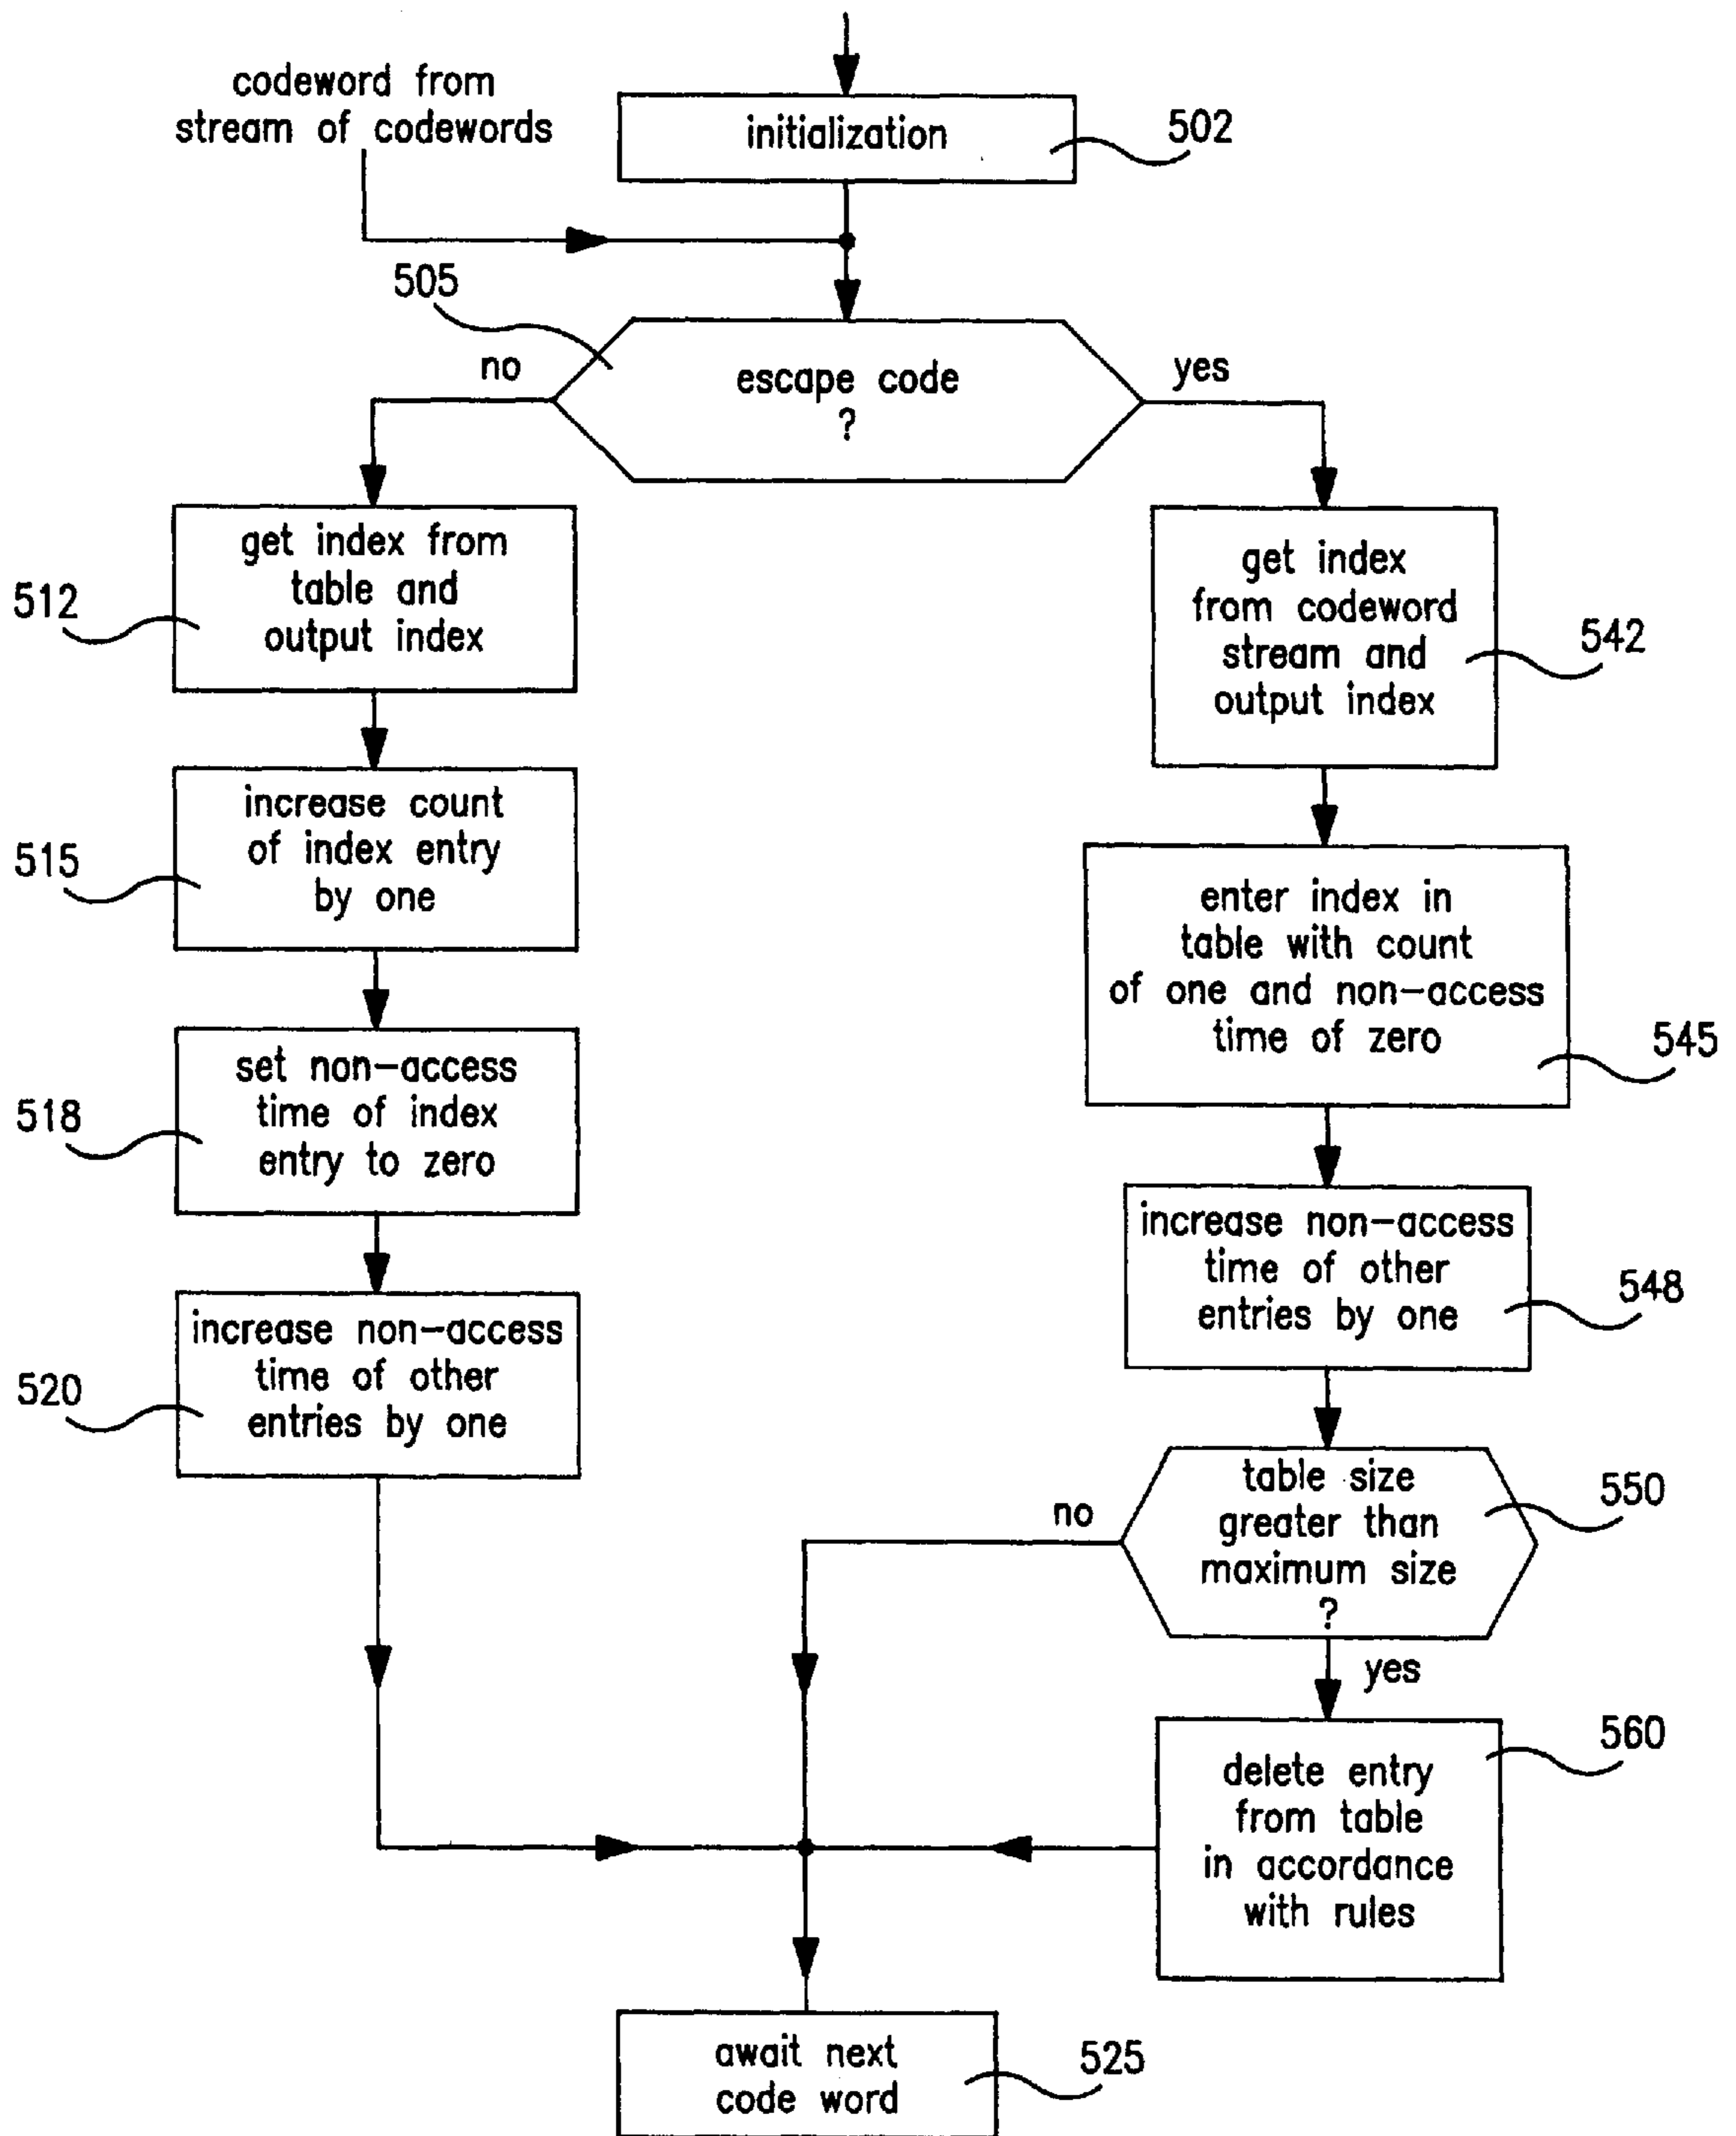 codeword from
stream of codewords
initialization
502
505
no
escape code
?
yes
get index from
table and
output index
512
get index
from codeword
stream and
output index
542
increase count
of index entry
by one
515
enter index in
table with count
of one and non-access
time of zero
545
set non-access
time of index
entry to zero
518
increase non-access
time of other
entries by one
548
increase non-access
time of other
entries by one
520
table size
greater than
maximum size
?
550
no
yes
delete entry
from table
in accordance
with rules
560
await next
code word
525